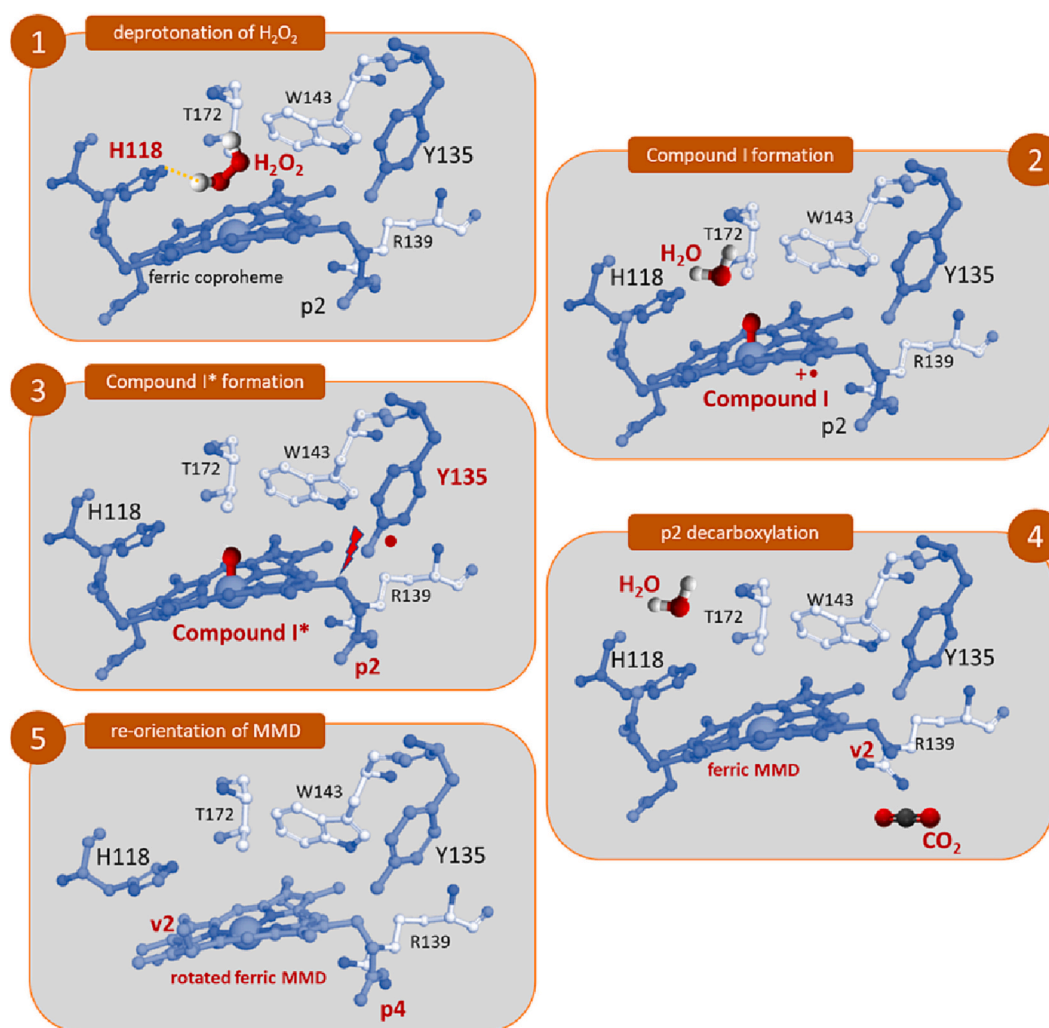 1
deprotonation of H₂O₂
W143
T172
H118
H₂O₂
Y135
R139
ferric coproheme
p2
Compound I formation
2
W143
T172
H₂O
H118
Y135
R139
+•
Compound I
p2
3
Compound I* formation
W143
T172
Y135
H118
•
R139
Compound I*
p2
p2 decarboxylation
4
H₂O
W143
T172
H118
Y135
R139
v2
ferric MMD
CO₂
5
re-orientation of MMD
W143
T172
H118
Y135
v2
R139
rotated ferric MMD
p4